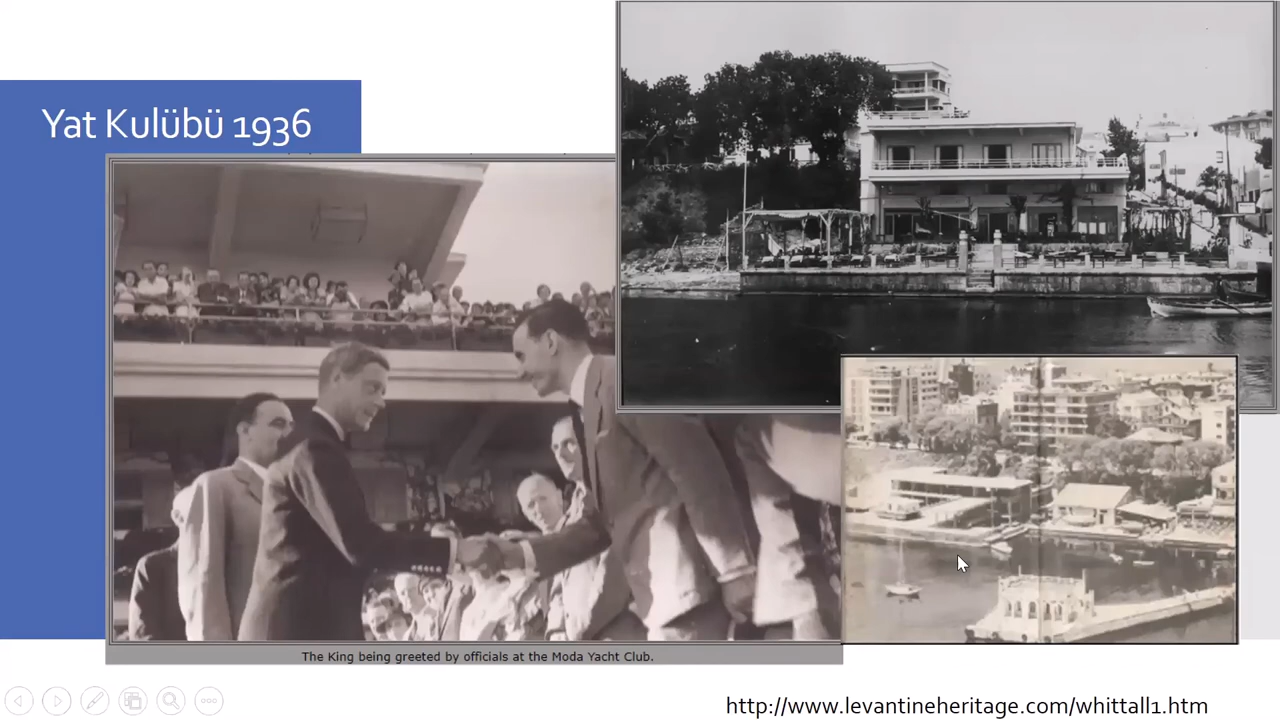 Yat Kulübü 1936
The King being greeted by officials at the Moda Yacht Club.
http://www.levantineheritage.com/whittall1.htm